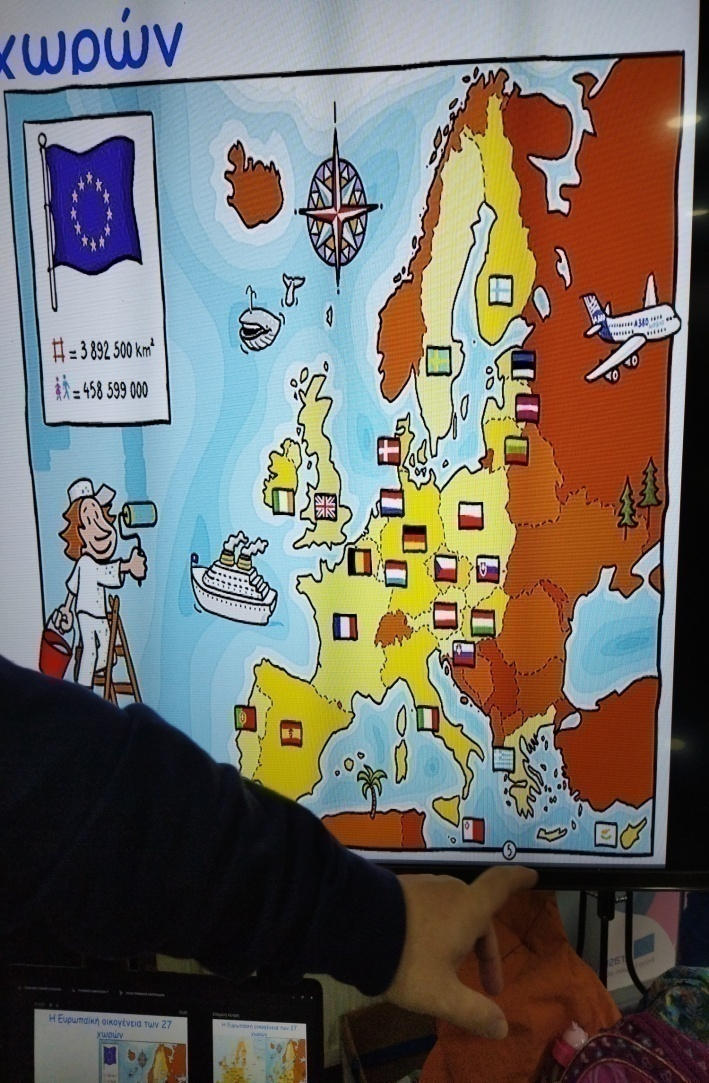 χωρών
= 3 892 500 km²
= 458 599 000
A380
5
Η Ευρωπαϊκή οικογένεια των 27
χωρών
Η Ευρωπαϊκή οικογένεια των 27
χωρών